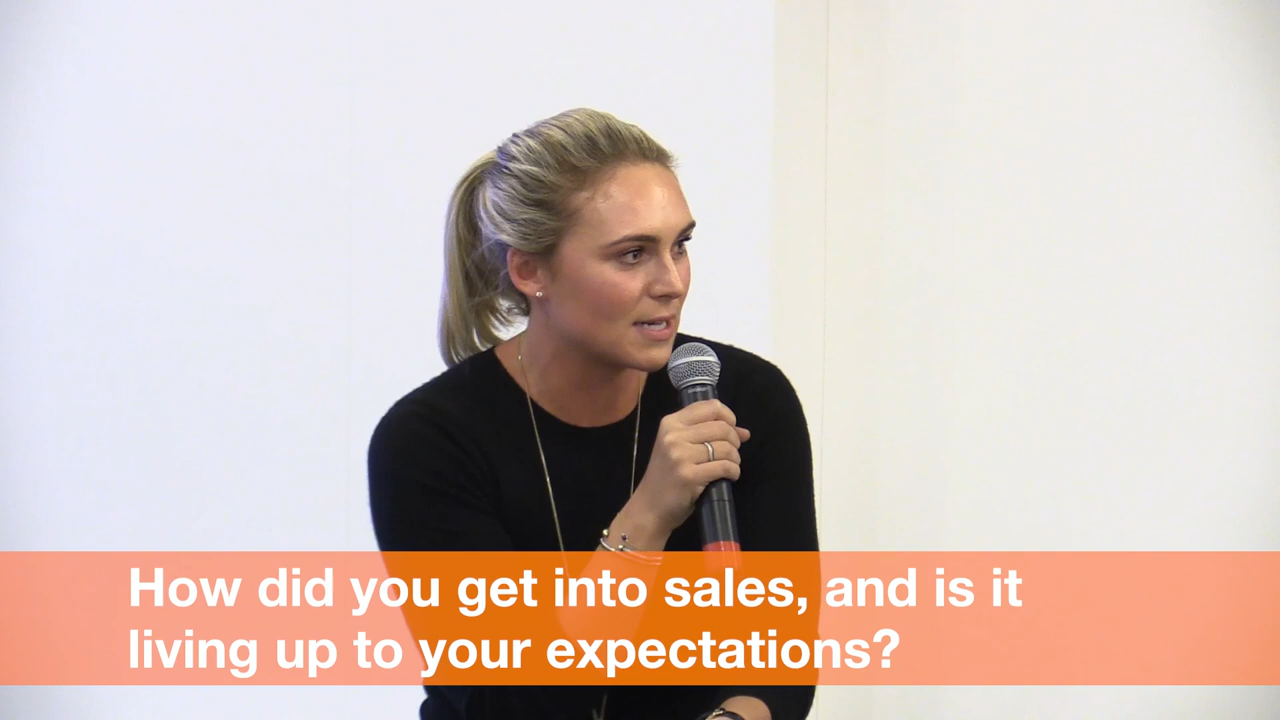 How did you get into sales, and is it
living up to your expectations?